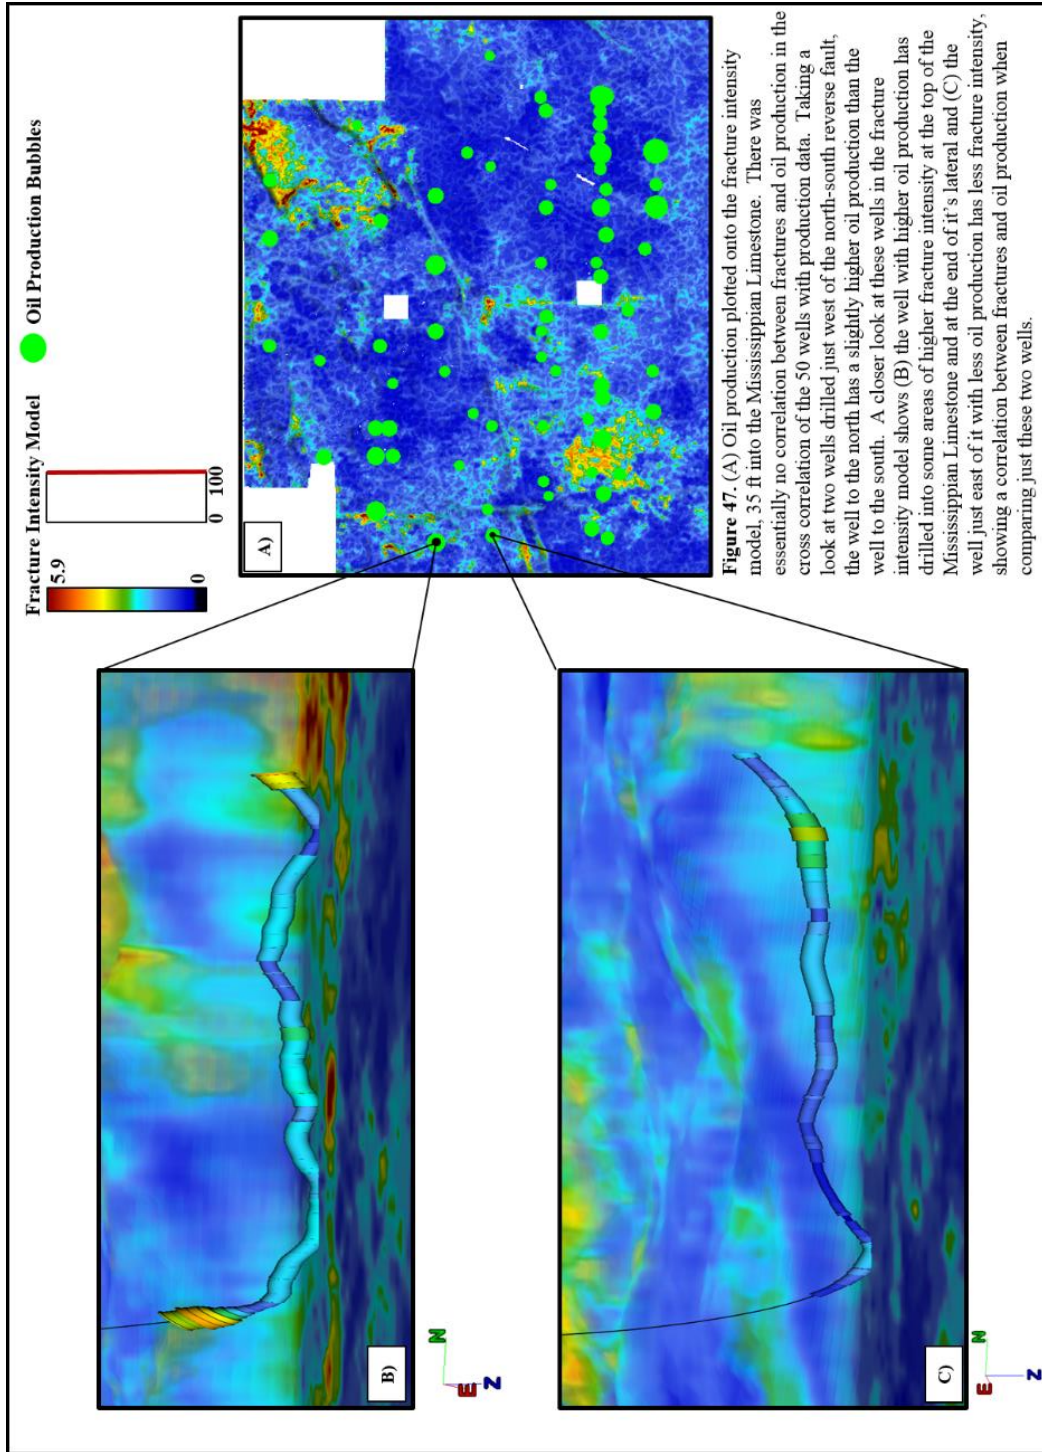 Fracture Intensity Model
Oil Production Bubbles
5.9
0
0 100
A)
B)
N
E
Z
C)
N
E
Z
Figure 47. (A) Oil production plotted onto the fracture intensity
model, 35 ft into the Mississippian Limestone. There was
essentially no correlation between fractures and oil production in the
cross correlation of the 50 wells with production data. Taking a
look at two wells drilled just west of the north-south reverse fault,
the well to the north has a slightly higher oil production than the
well to the south. A closer look at these wells in the fracture
intensity model shows (B) the well with higher oil production has
drilled into some areas of higher fracture intensity at the top of the
Mississippian Limestone and at the end of it's lateral and (C) the
well just east of it with less oil production has less fracture intensity,
showing a correlation between fractures and oil production when
comparing just these two wells.